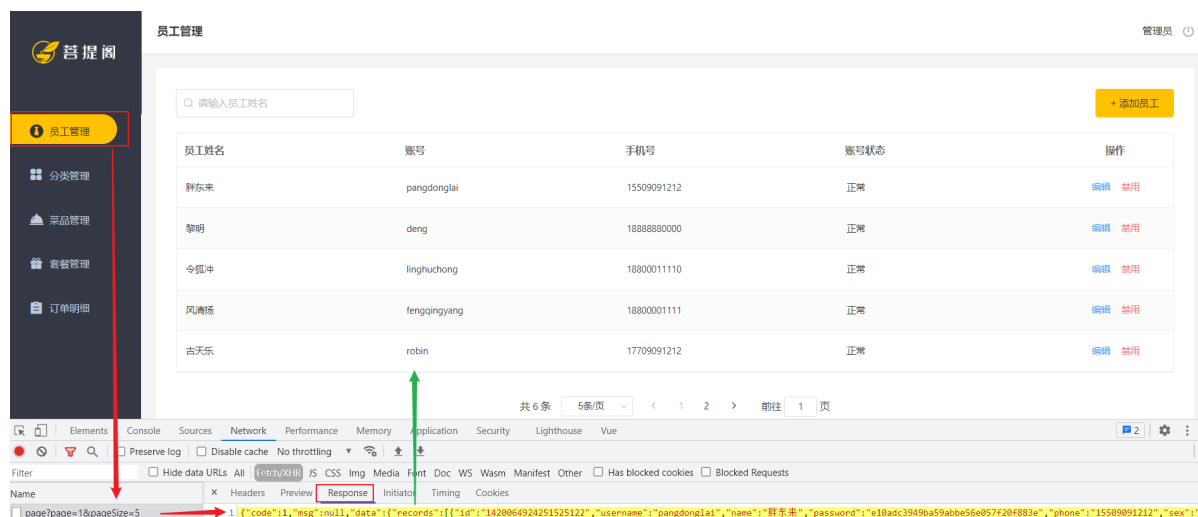 菩提阁
员工管理
管理员
请输入员工姓名
+ 添加员工
员工管理
分类管理
菜品管理
套餐管理
订单明细
员工姓名 账号 手机号 账号状态 操作
胖东来 pangdonglai 15509091212 正常 编辑 禁用
黎明 deng 18888880000 正常 编辑 禁用
令狐冲 linghuchong 18800011110 正常 编辑 禁用
风清扬 fengqingyang 18800001111 正常 编辑 禁用
古天乐 robin 17709091212 正常 编辑 禁用
共 6 条 5条/页 < 1 2 > 前往 1 页
Elements Console Sources Network Performance Memory Application Security Lighthouse Vue 2
Preserve log Disable cache No throttling
Filter Hide data URLs All Fetch/XHR JS CSS Img Media Font Doc WS Wasm Manifest Other Has blocked cookies Blocked Requests
Name × Headers Preview Response Initiator Timing Cookies
page?page=1&pageSize=5 1 {"code":1,"msg":null,"data":{"records":[{"id":"1420064924251525122","username":"pangdonglai","name":"胖东来","password":"e10adc3949ba59abbe56e057f20f883e","phone":"15509091212","sex":"